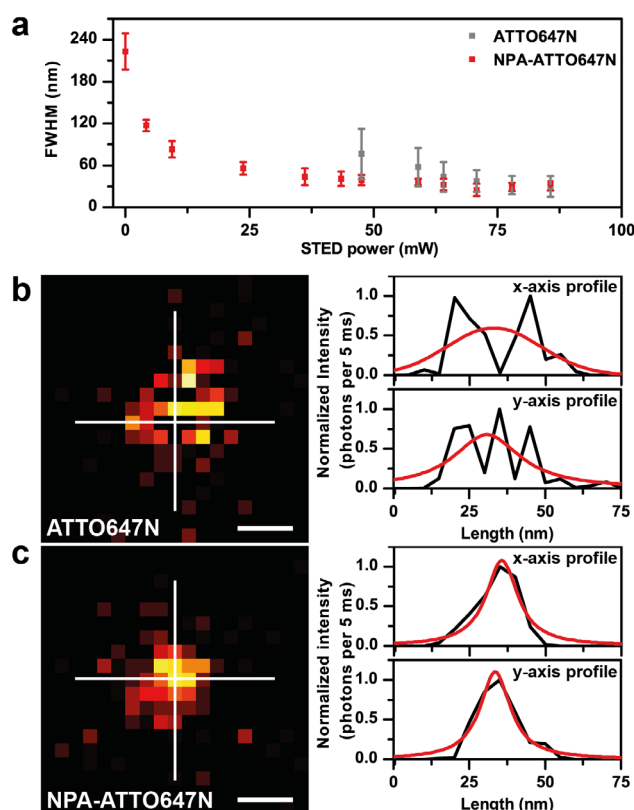 a
ATTO647N
NPA-ATTO647N
FWHM (nm)
240
180
120
60
0
0
25
50
75
100
STED power (mW)
b
ATTO647N
Normalized Intensity
(photons per 5 ms)
x-axis profile
1.0
0.5
0.0
y-axis profile
1.0
0.5
0.0
0
25
50
75
Length (nm)
c
NPA-ATTO647N
Normalized intensity
(photons per 5 ms)
x-axis profile
1.0
0.5
0.0
y-axis profile
1.0
0.5
0.0
0
25
50
75
Length (nm)